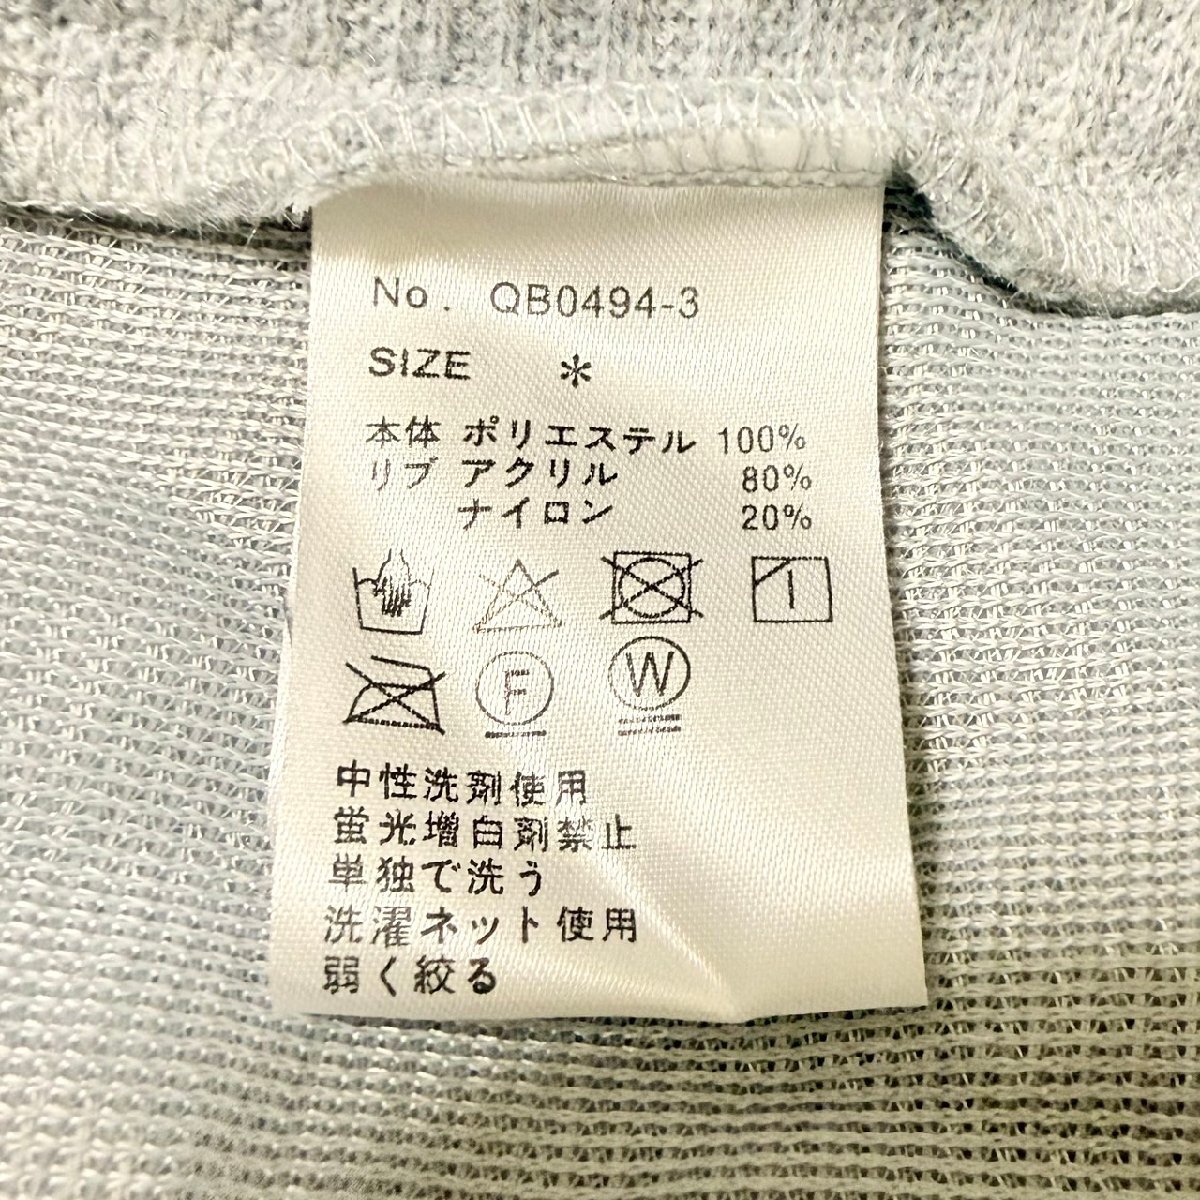 No. QB0494-3
SIZE *
本体 ポリエステル 100%
リブ アクリル 80%
ナイロン 20%
F W
中性洗剤使用
蛍光増白剤禁止
単独で洗う
洗濯ネット使用
弱く絞る